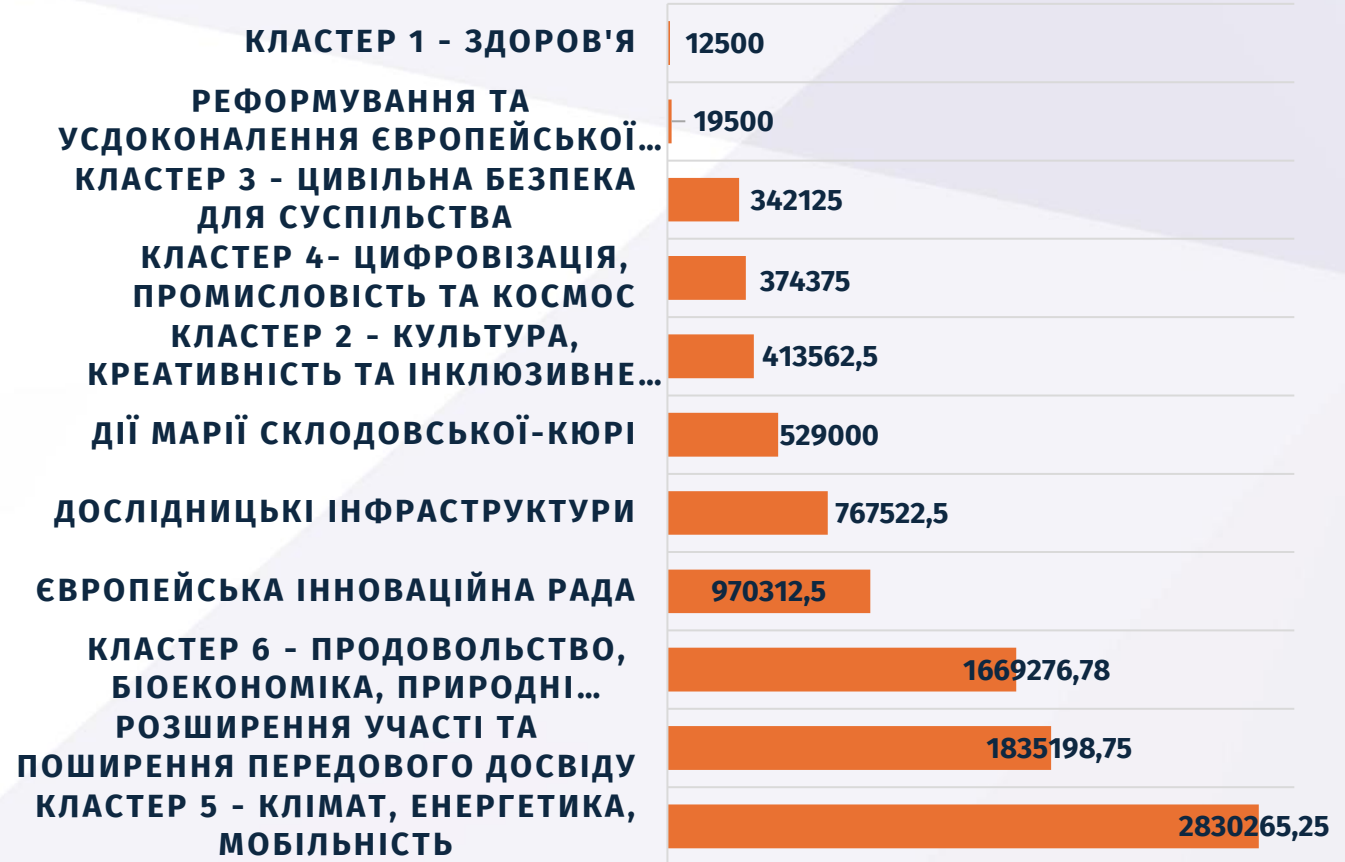 КЛАСТЕР 1 - ЗДОРОВ'Я
12500
РЕФОРМУВАННЯ ТА
УСДОКОНАЛЕННЯ ЄВРОПЕЙСЬКОЇ…
19500
КЛАСТЕР 3 - ЦИВІЛЬНА БЕЗПЕКА
ДЛЯ СУСПІЛЬСТВА
342125
КЛАСТЕР 4- ЦИФРОВІЗАЦІЯ,
ПРОМИСЛОВІСТЬ ТА КОСМОС
374375
КЛАСТЕР 2 - КУЛЬТУРА,
КРЕАТИВНІСТЬ ТА ІНКЛЮЗИВНЕ…
413562,5
ДІЇ МАРІЇ СКЛОДОВСЬКОЇ-КЮРІ
529000
ДОСЛІДНИЦЬКІ ІНФРАСТРУКТУРИ
767522,5
ЄВРОПЕЙСЬКА ІННОВАЦІЙНА РАДА
970312,5
КЛАСТЕР 6 - ПРОДОВОЛЬСТВО,
БІОЕКОНОМІКА, ПРИРОДНІ…
1669276,78
РОЗШИРЕННЯ УЧАСТІ ТА
ПОШИРЕННЯ ПЕРЕДОВОГО ДОСВІДУ
1835198,75
КЛАСТЕР 5 - КЛІМАТ, ЕНЕРГЕТИКА,
МОБІЛЬНІСТЬ
2830265,25